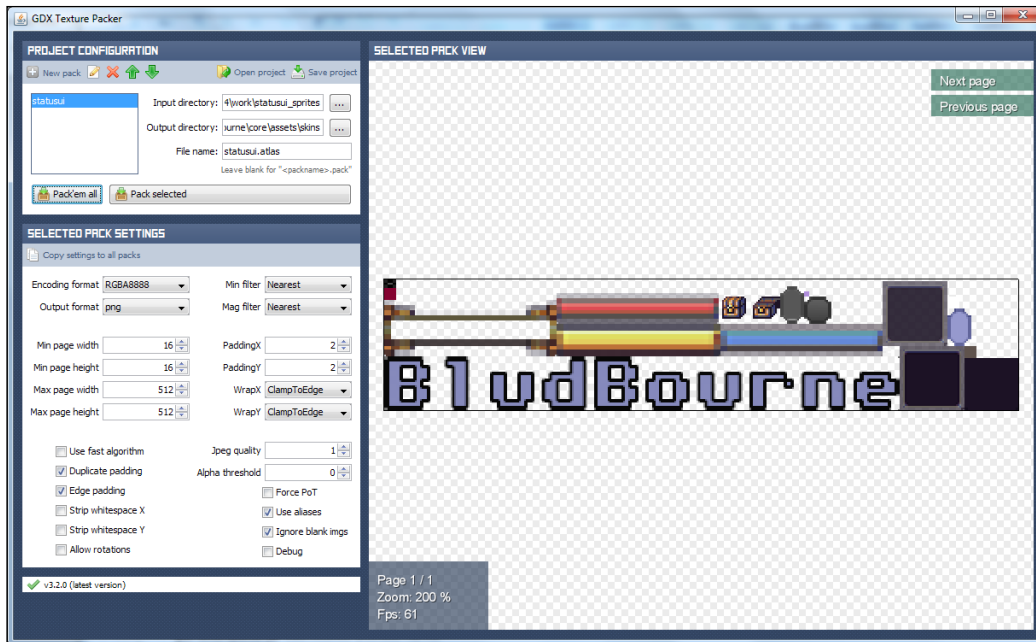 GDX Texture Packer
PROJECT CONFIGURATION
New pack Open project Save project
statusui
Input directory: 4\work\statusui_sprites ...
Output directory: urne\core\assets\skins ...
File name: statusui.atlas
Leave blank for "<packname>.pack"
Pack'em all Pack selected
SELECTED PACK SETTINGS
Copy settings to all packs
Encoding format RGBA8888 Min filter Nearest
Output format png Mag filter Nearest
Min page width 16 PaddingX 2
Min page height 16 PaddingY 2
Max page width 512 WrapX ClampToEdge
Max page height 512 WrapY ClampToEdge
Use fast algorithm Jpeg quality 1
Duplicate padding Alpha threshold 0
Edge padding Force PoT
Strip whitespace X Use aliases
Strip whitespace Y Ignore blank imgs
Allow rotations Debug
v3.2.0 (latest version)
SELECTED PACK VIEW
Next page
Previous page
BludBourne
Page 1 / 1
Zoom: 200 %
Fps: 61